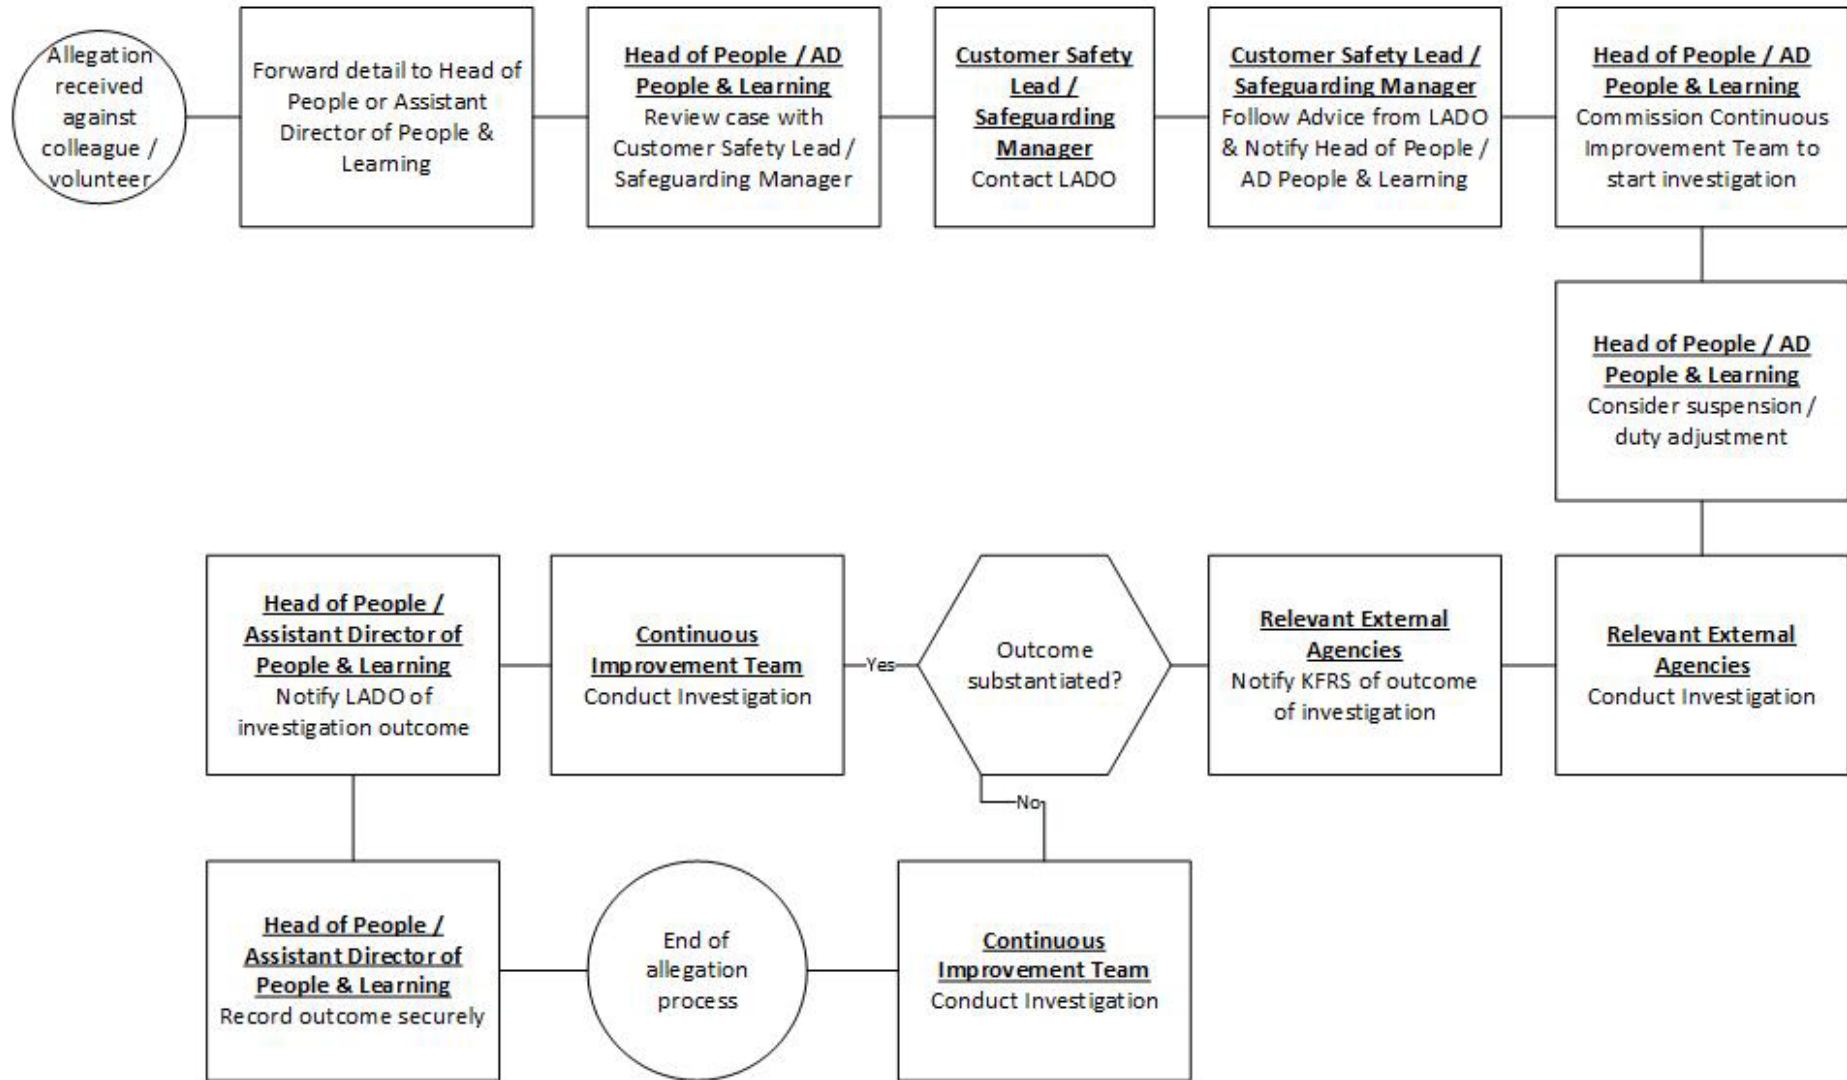 Allegation
received
against
colleague /
volunteer
Forward detail to Head of
People or Assistant
Director of People &
Learning
Head of People / AD
People & Learning
Review case with
Customer Safety Lead /
Safeguarding Manager
Customer Safety
Lead /
Safeguarding
Manager
Contact LADO
Customer Safety Lead /
Safeguarding Manager
Follow Advice from LADO
& Notify Head of People /
AD People & Learning
Head of People / AD
People & Learning
Commission Continuous
Improvement Team to
start investigation
Head of People / AD
People & Learning
Consider suspension /
duty adjustment
Relevant External
Agencies
Conduct Investigation
Relevant External
Agencies
Notify KFRS of outcome
of investigation
Outcome
substantiated?
Yes
Continuous
Improvement Team
Conduct Investigation
Head of People /
Assistant Director of
People & Learning
Notify LADO of
investigation outcome
Head of People /
Assistant Director of
People & Learning
Record outcome securely
No
Continuous
Improvement Team
Conduct Investigation
End of
allegation
process